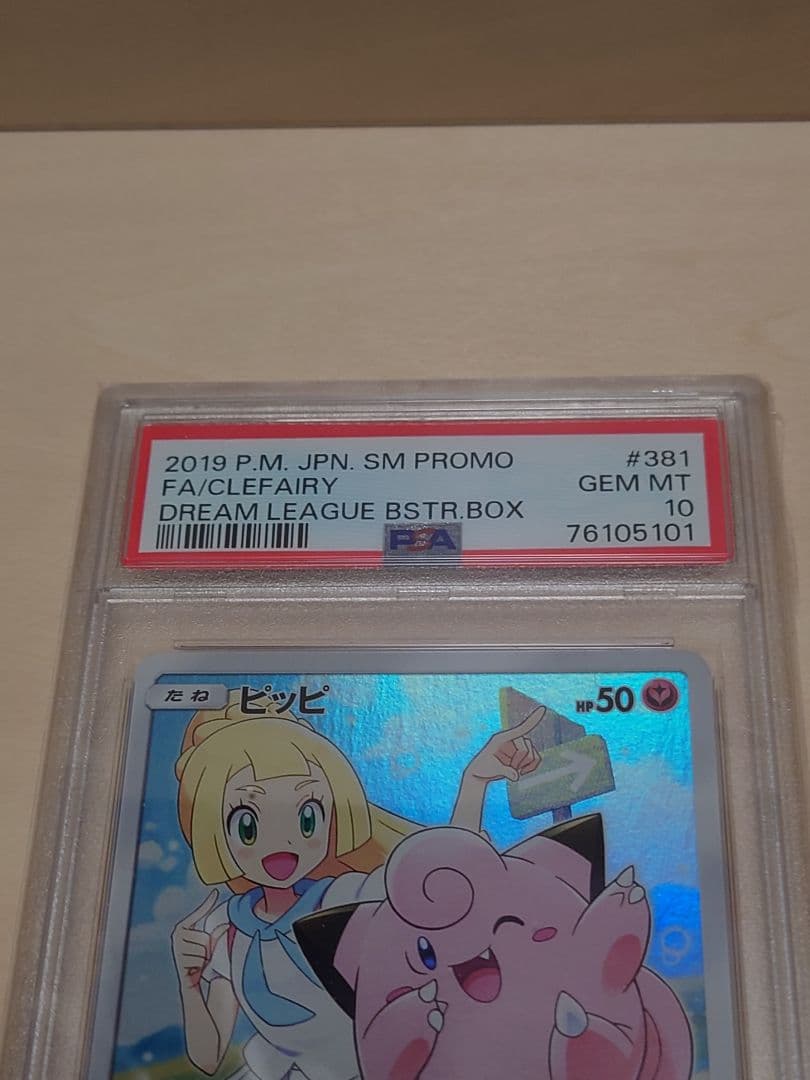 2019 P.M. JPN. SM PROMO #381
FA/CLEFAIRY GEM MT
DREAM LEAGUE BSTR.BOX 10
PSA 76105101
たね ピッピ HP50